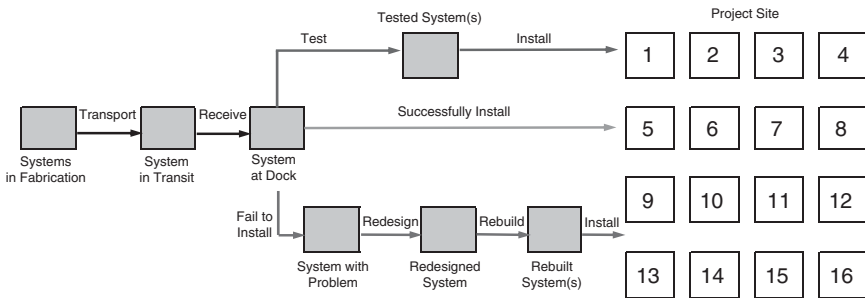 Tested System(s)
Project Site
Test
Install
1 2 3 4
Transport
Receive
Successfully Install
5 6 7 8
Systems
in Fabrication
System
in Transit
System
at Dock
9 10 11 12
Fail to
Install
Redesign
Rebuild
Install
System with
Problem
Redesigned
System
Rebuilt
System(s)
13 14 15 16